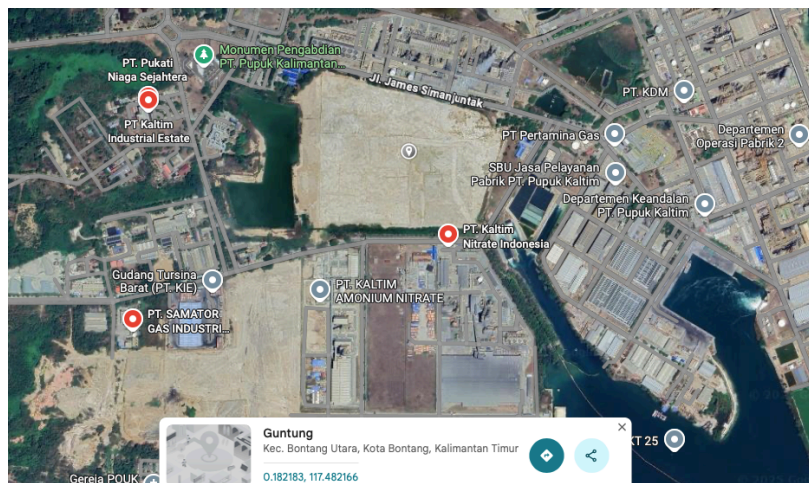 Monumen Pengabdian
PT. Pupuk Kalimantan...
PT. Pukati
Niaga Sejahtera
PT Kaltim
Industrial Estate
Jl. James Simanjuntak
PT. KDM
PT Pertamina Gas
Departemen
Operasi Pabrik 2
SBU Jasa Pelayanan
Pabrik PT. Pupuk Kaltim
Departemen Keandalan
PT. Pupuk Kaltim
PT. Kaltim
Nitrate Indonesia
Gudang Tursina
Barat (PT. KIE)
PT. KALTIM
AMONIUM NITRATE
PT. SAMATOR
GAS INDUSTRI...
Guntung
Kec. Bontang Utara, Kota Bontang, Kalimantan Timur
0.182183, 117.482166
KT 25
Gereja POUK